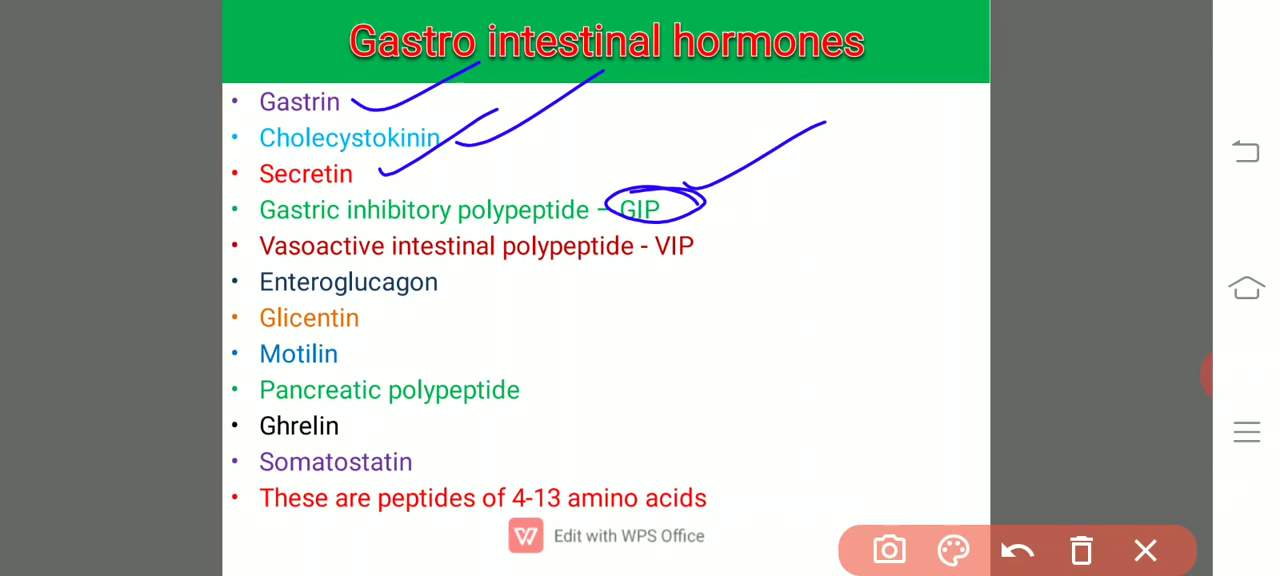 Gastro intestinal hormones
• Gastrin
• Cholecystokinin
• Secretin
• Gastric inhibitory polypeptide – GIP
• Vasoactive intestinal polypeptide - VIP
• Enteroglucagon
• Glicentin
• Motilin
• Pancreatic polypeptide
• Ghrelin
• Somatostatin
• These are peptides of 4-13 amino acids
Edit with WPS Office